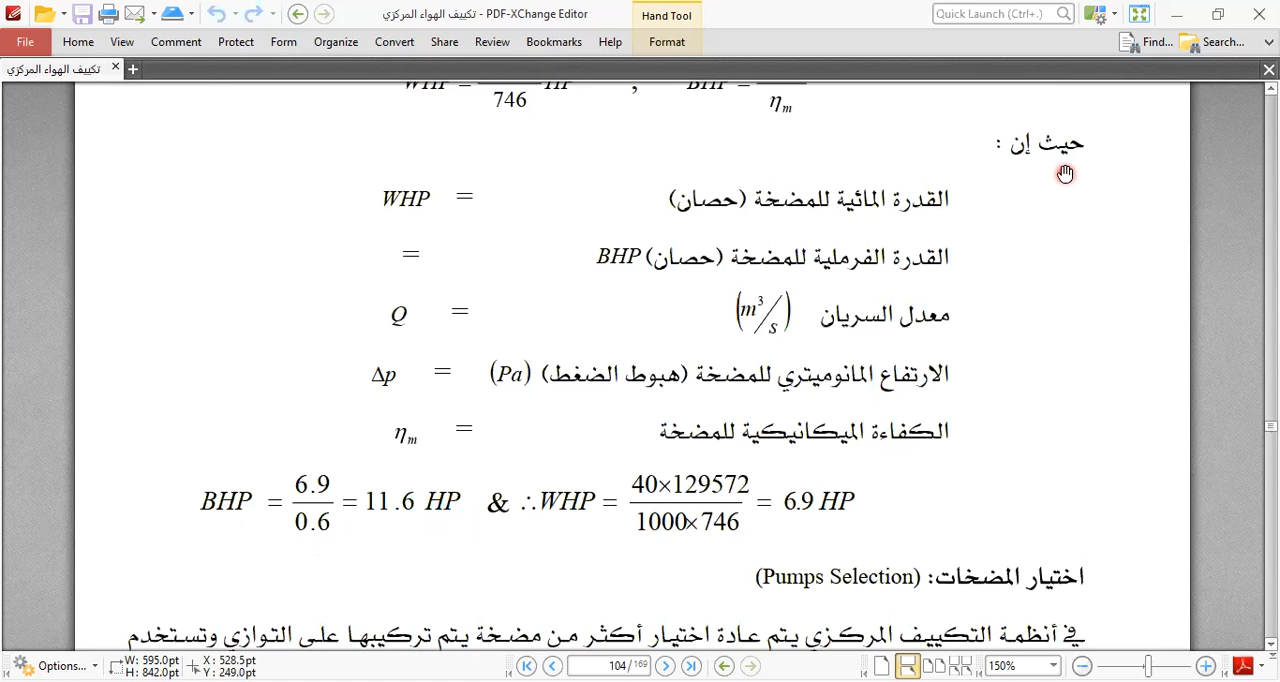 تكييف الهواء المركزي - PDF-XChange Editor
Hand Tool
Quick Launch (Ctrl+.)
File Home View Comment Protect Form Organize Convert Share Review Bookmarks Help Format
Find... Search...
تكييف الهواء المركزي
746 HP , ηm
حيث إن :
WHP = القدرة المائية للمضخة (حصان)
= القدرة الفرملية للمضخة (حصان) BHP
Q = معدل السريان (m³/s)
Δp = الارتفاع المانوميتري للمضخة (هبوط الضغط) (Pa)
ηm = الكفاءة الميكانيكية للمضخة
BHP = 6.9/0.6 = 11.6 HP & ∴WHP = 40×129572/1000×746 = 6.9 HP
اختيار المضخات: (Pumps Selection)
في أنظمة التكييف المركزي يتم عادة اختيار أكثر من مضخة يتم تركيبها على التوازي وتستخدم
Options... W: 595.0pt H: 842.0pt X: 528.5pt Y: 249.0pt 104 / 169 150%